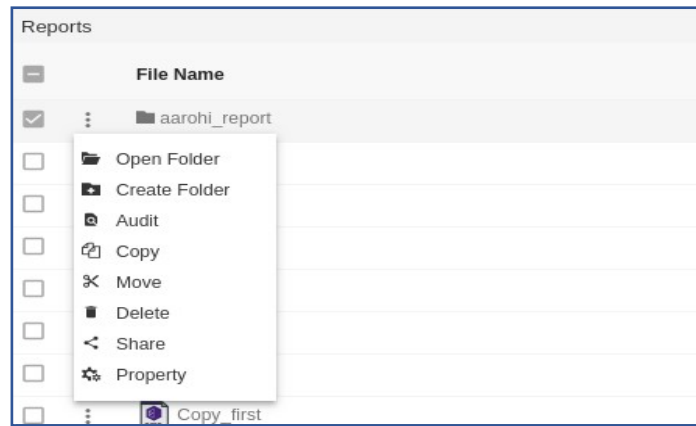 Reports
File Name
aarohi_report
Open Folder
Create Folder
Audit
Copy
Move
Delete
Share
Property
Copy_first